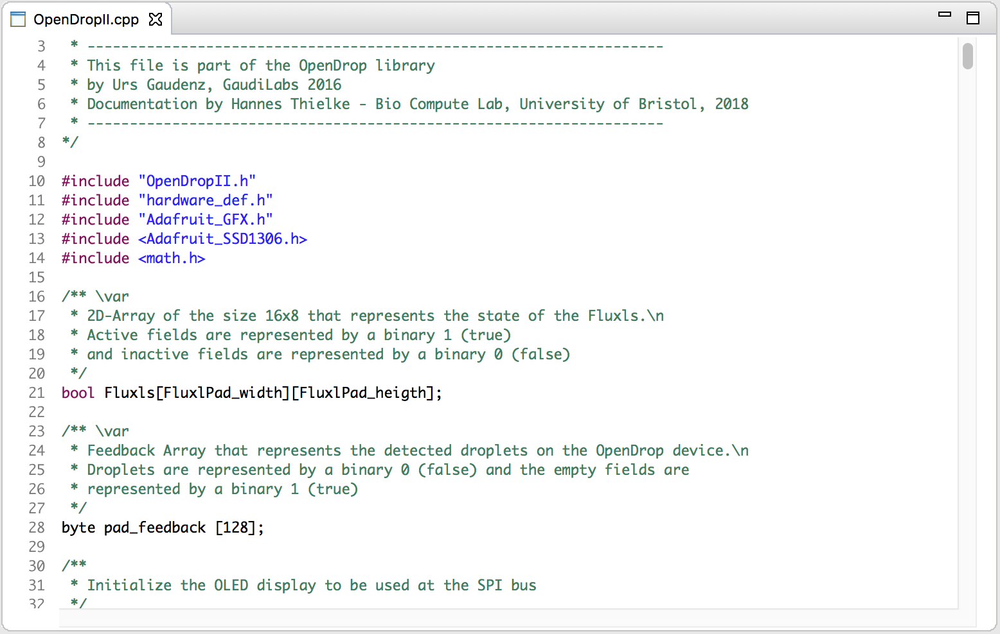 OpenDropII.cpp
3 * --------------------------------------------------------------------
4 * This file is part of the OpenDrop library
5 * by Urs Gaudenz, GaudiLabs 2016
6 * Documentation by Hannes Thielke - Bio Compute Lab, University of Bristol, 2018
7 * --------------------------------------------------------------------
8 */
9
10 #include "OpenDropII.h"
11 #include "hardware_def.h"
12 #include "Adafruit_GFX.h"
13 #include <Adafruit_SSD1306.h>
14 #include <math.h>
15
16 /** \var
17 * 2D-Array of the size 16x8 that represents the state of the Fluxls.\n
18 * Active fields are represented by a binary 1 (true)
19 * and inactive fields are represented by a binary 0 (false)
20 */
21 bool Fluxls[FluxlPad_width][FluxlPad_heigth];
22
23 /** \var
24 * Feedback Array that represents the detected droplets on the OpenDrop device.\n
25 * Droplets are represented by a binary 0 (false) and the empty fields are
26 * represented by a binary 1 (true)
27 */
28 byte pad_feedback [128];
29
30 /**
31 * Initialize the OLED display to be used at the SPI bus
32 */